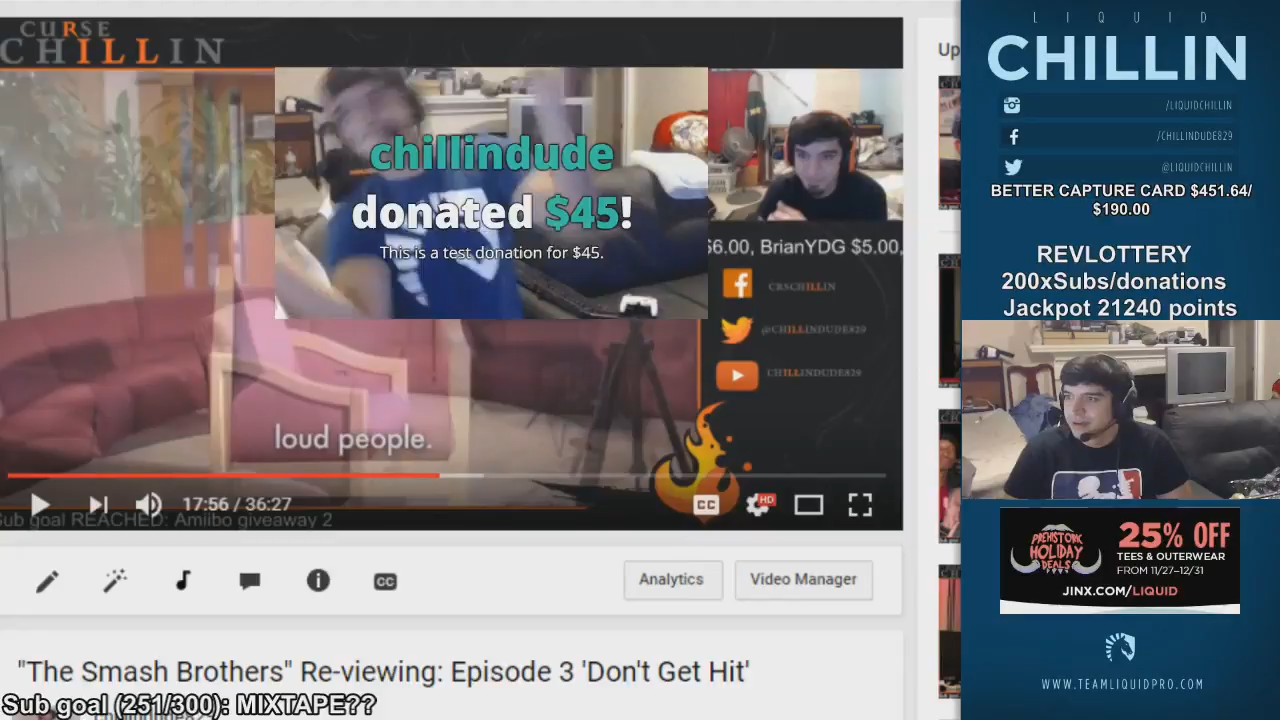 CURSE
CHILLIN
chillindude
donated $45!
This is a test donation for $45.
$6.00, BrianYDG $5.00,
CRSCHILLIN
@CHILLINDUDE829
CHILLINDUDE829
loud people.
17:56 / 36:27
CC
HD
Sub goal REACHED: Amiibo giveaway 2
CC
Analytics
Video Manager
"The Smash Brothers" Re-viewing: Episode 3 'Don't Get Hit'
Sub goal (251/300): MIXTAPE??
Up
LIQUID
CHILLIN
/LIQUIDCHILLIN
/CHILLINDUDE829
@LIQUIDCHILLIN
BETTER CAPTURE CARD $451.64/
$190.00
REVLOTTERY
200xSubs/donations
Jackpot 21240 points
PREHISTORIC
HOLIDAY
DEALS
25% OFF
TEES & OUTERWEAR
FROM 11/27–12/31
JINX.COM/LIQUID
WWW.TEAMLIQUIDPRO.COM